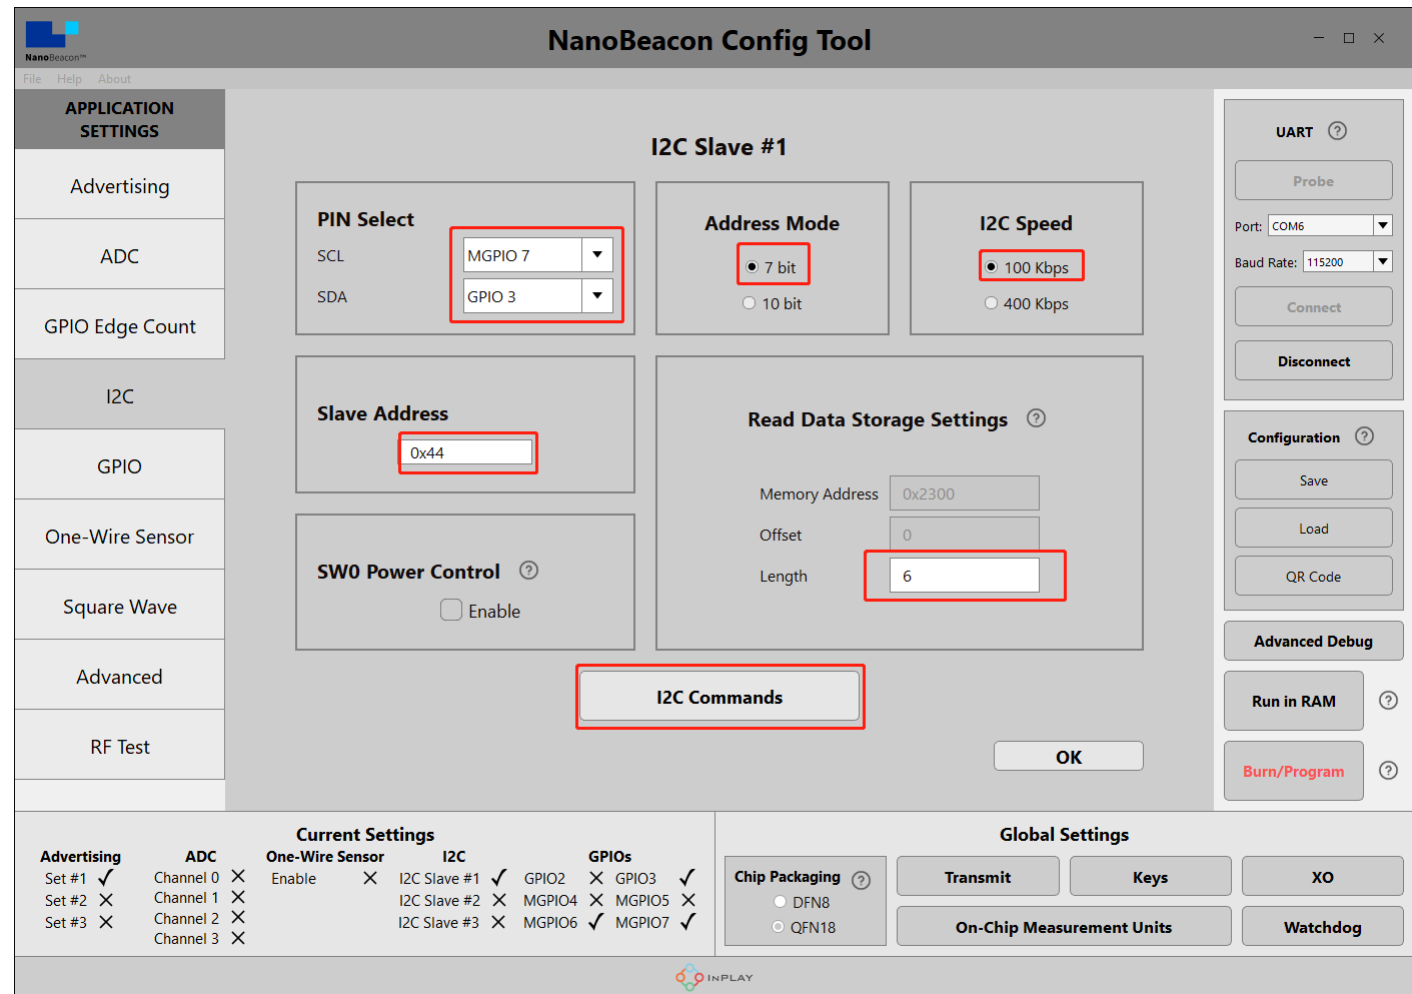 NanoBeacon™
NanoBeacon Config Tool
File Help About
APPLICATION
SETTINGS
Advertising
ADC
GPIO Edge Count
I2C
GPIO
One-Wire Sensor
Square Wave
Advanced
RF Test
I2C Slave #1
PIN Select
SCL MGPIO 7
SDA GPIO 3
Address Mode
7 bit
10 bit
I2C Speed
100 Kbps
400 Kbps
Slave Address
0x44
SW0 Power Control ?
Enable
Read Data Storage Settings ?
Memory Address 0x2300
Offset 0
Length 6
I2C Commands
OK
UART ?
Probe
Port: COM6
Baud Rate: 115200
Connect
Disconnect
Configuration ?
Save
Load
QR Code
Advanced Debug
Run in RAM ?
Burn/Program ?
Current Settings
Advertising ADC One-Wire Sensor I2C GPIOs
Set #1 ✓ Channel 0 ✕ Enable ✕ I2C Slave #1 ✓ GPIO2 ✕ GPIO3 ✓
Set #2 ✕ Channel 1 ✕ I2C Slave #2 ✕ MGPIO4 ✕ MGPIO5 ✕
Set #3 ✕ Channel 2 ✕ I2C Slave #3 ✕ MGPIO6 ✓ MGPIO7 ✓
Channel 3 ✕
Global Settings
Chip Packaging ?
DFN8
QFN18
Transmit Keys XO
On-Chip Measurement Units Watchdog
INPLAY